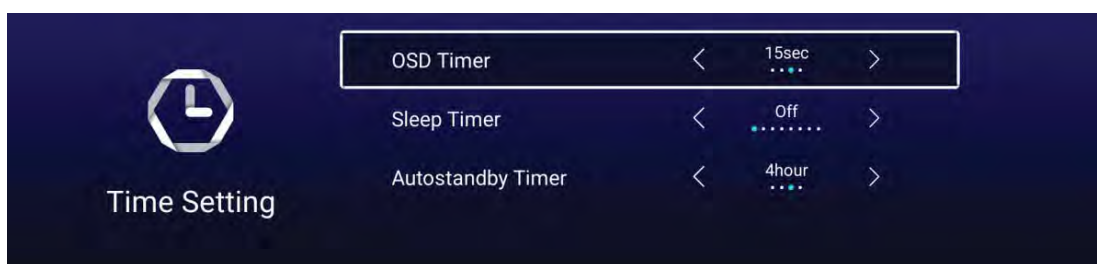 OSD Timer 15sec
Sleep Timer Off
Autostandby Timer 4hour
Time Setting